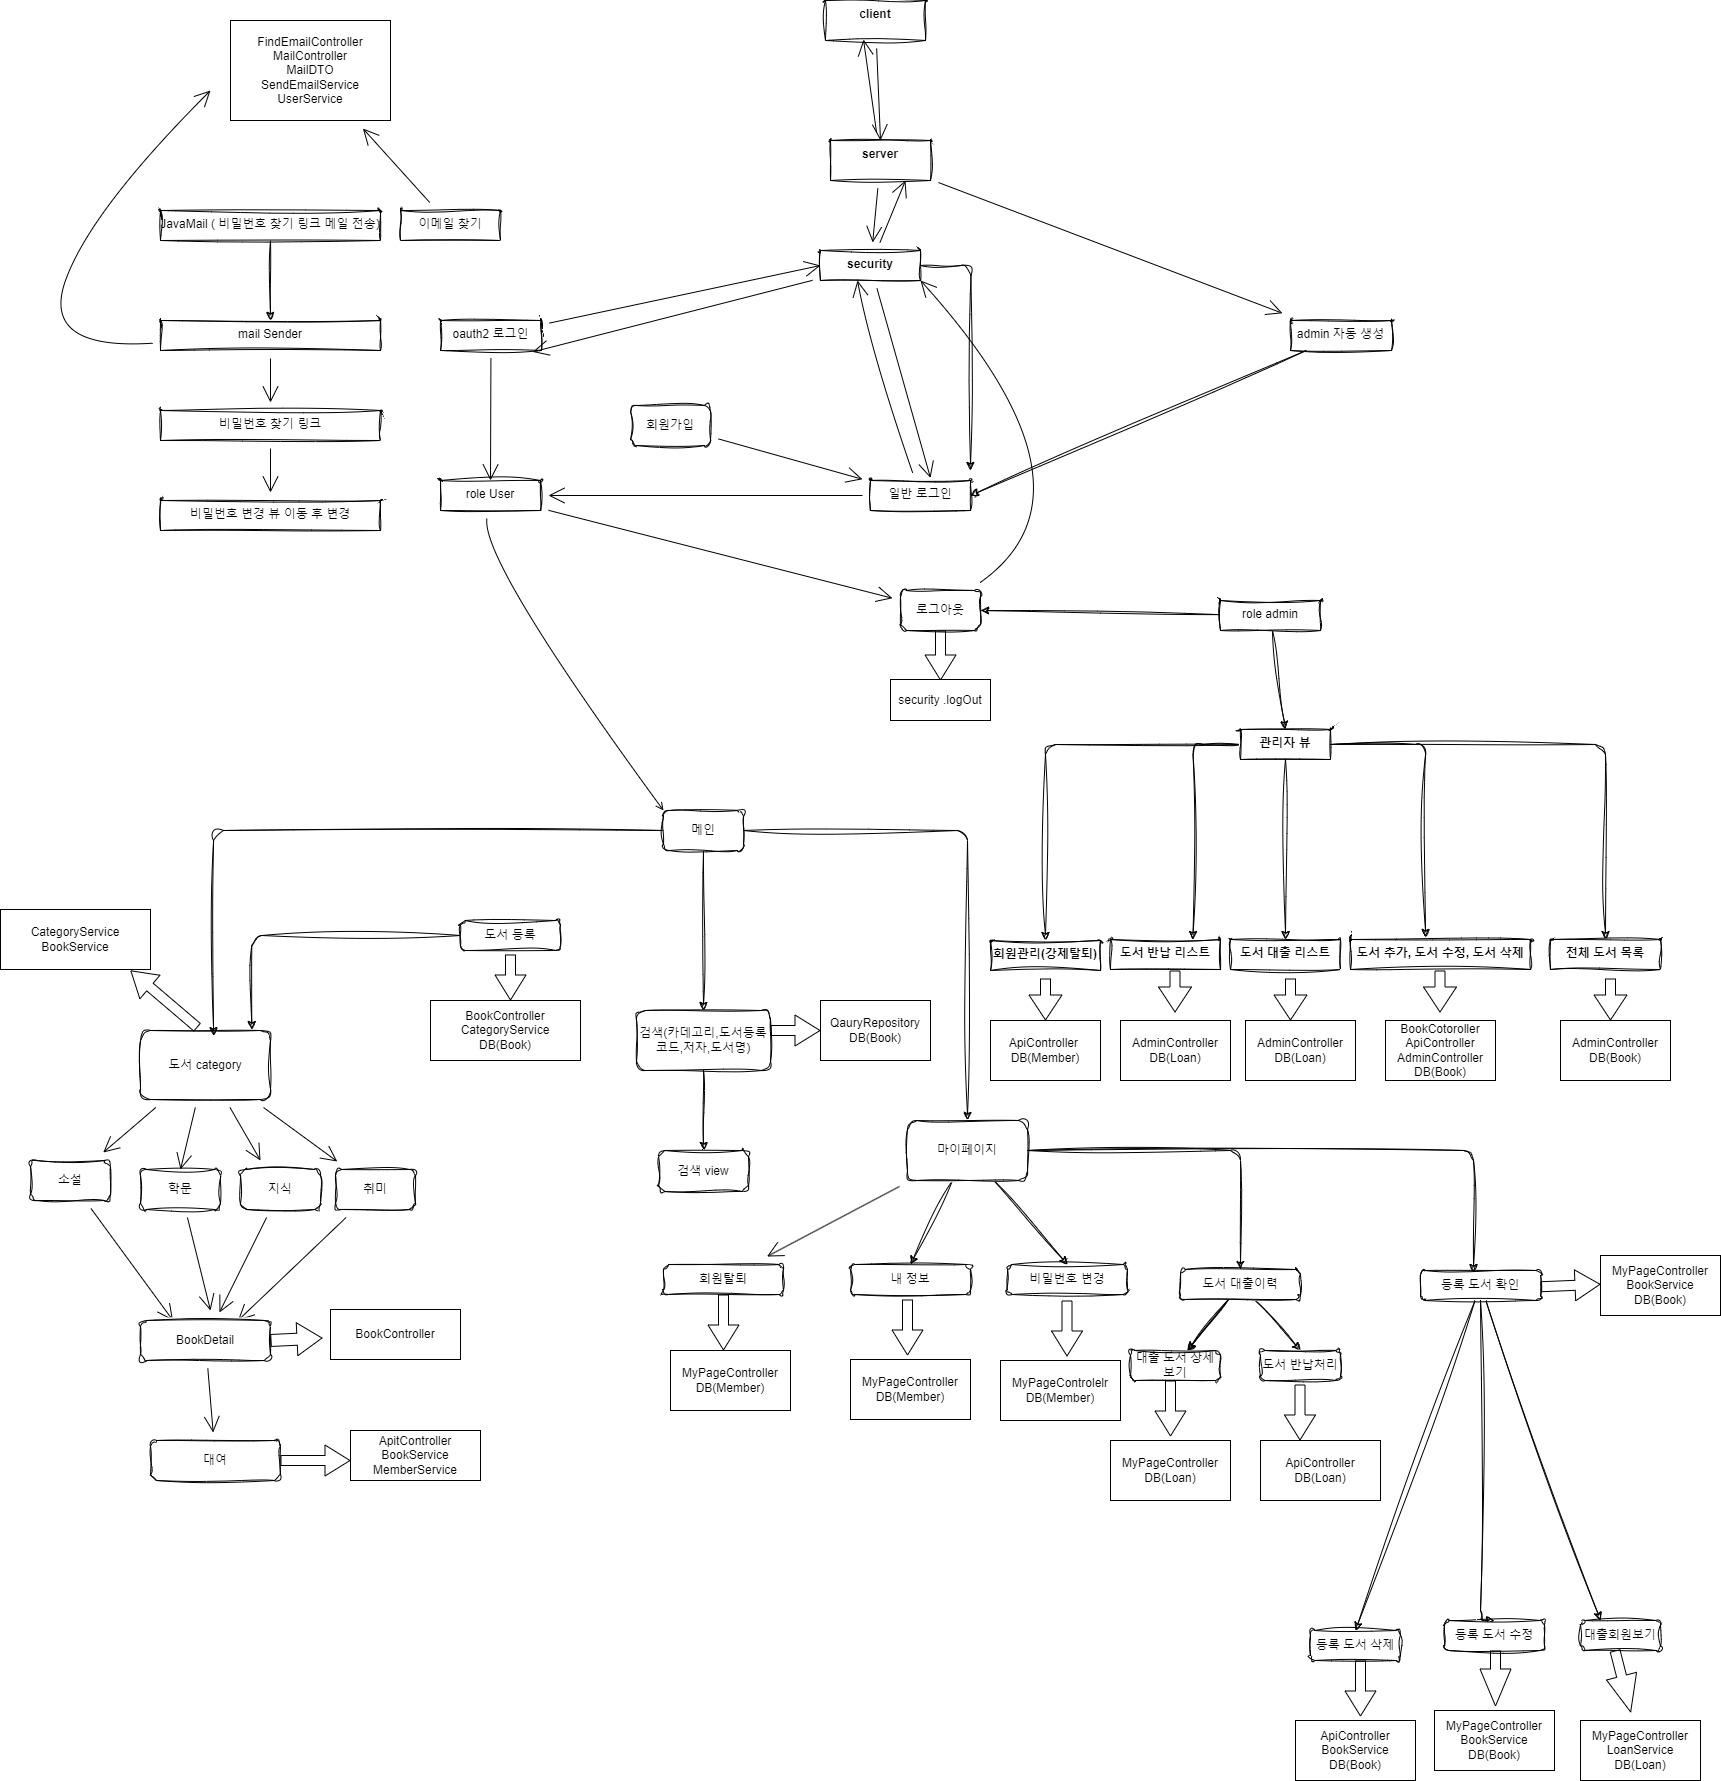 client
FindEmailController
MailController
MailDTO
SendEmailService
UserService
server
JavaMail ( 비밀번호 찾기 링크 메일 전송)
이메일 찾기
security
mail Sender
oauth2 로그인
admin 자동 생성
비밀번호 찾기 링크
회원가입
role User
일반 로그인
비밀번호 변경 뷰 이동 후 변경
로그아웃
role admin
security .logOut
관리자 뷰
메인
CategoryService
BookService
도서 등록
회원관리(강제탈퇴)
도서 반납 리스트
도서 대출 리스트
도서 추가, 도서 수정, 도서 삭제
전체 도서 목록
BookController
CategoryService
DB(Book)
검색(카데고리,도서등록
코드,저자,도서명)
QauryRepository
DB(Book)
ApiController
DB(Member)
AdminController
DB(Loan)
AdminController
DB(Loan)
BookCotoroller
ApiController
AdminController
DB(Book)
AdminController
DB(Book)
도서 category
마이페이지
소설
학문
지식
취미
검색 view
회원탈퇴
내 정보
비밀번호 변경
도서 대출이력
등록 도서 확인
MyPageController
BookService
DB(Book)
BookDetail
BookController
MyPageController
DB(Member)
MyPageController
DB(Member)
MyPageControlelr
DB(Member)
대출 도서 상세
보기
도서 반납처리
대여
ApitController
BookService
MemberService
MyPageController
DB(Loan)
ApiController
DB(Loan)
등록 도서 삭제
등록 도서 수정
대출회원보기
ApiController
BookService
DB(Book)
MyPageController
BookService
DB(Book)
MyPageController
LoanService
DB(Loan)